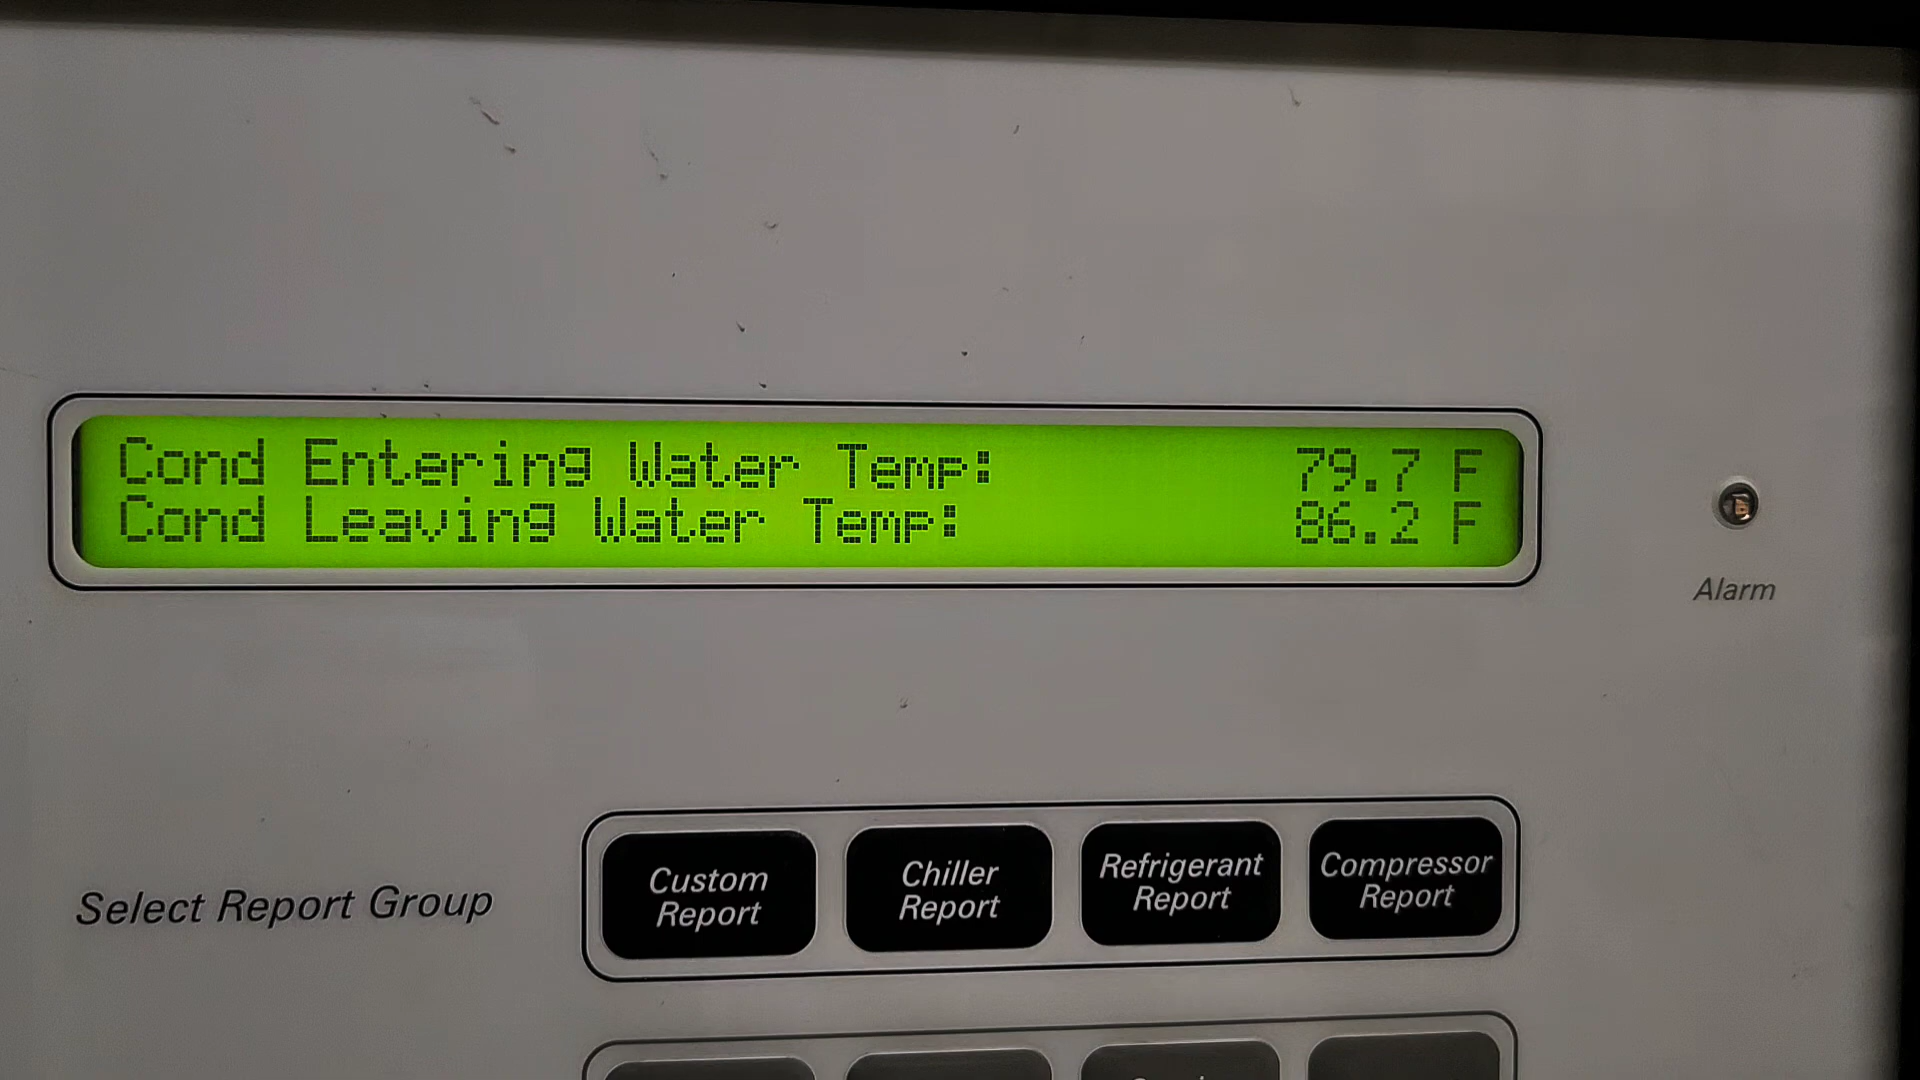 Cond Entering Water Temp: 79.7 F
Cond Leaving Water Temp: 86.2 F
Alarm
Select Report Group
Custom Report
Chiller Report
Refrigerant Report
Compressor Report